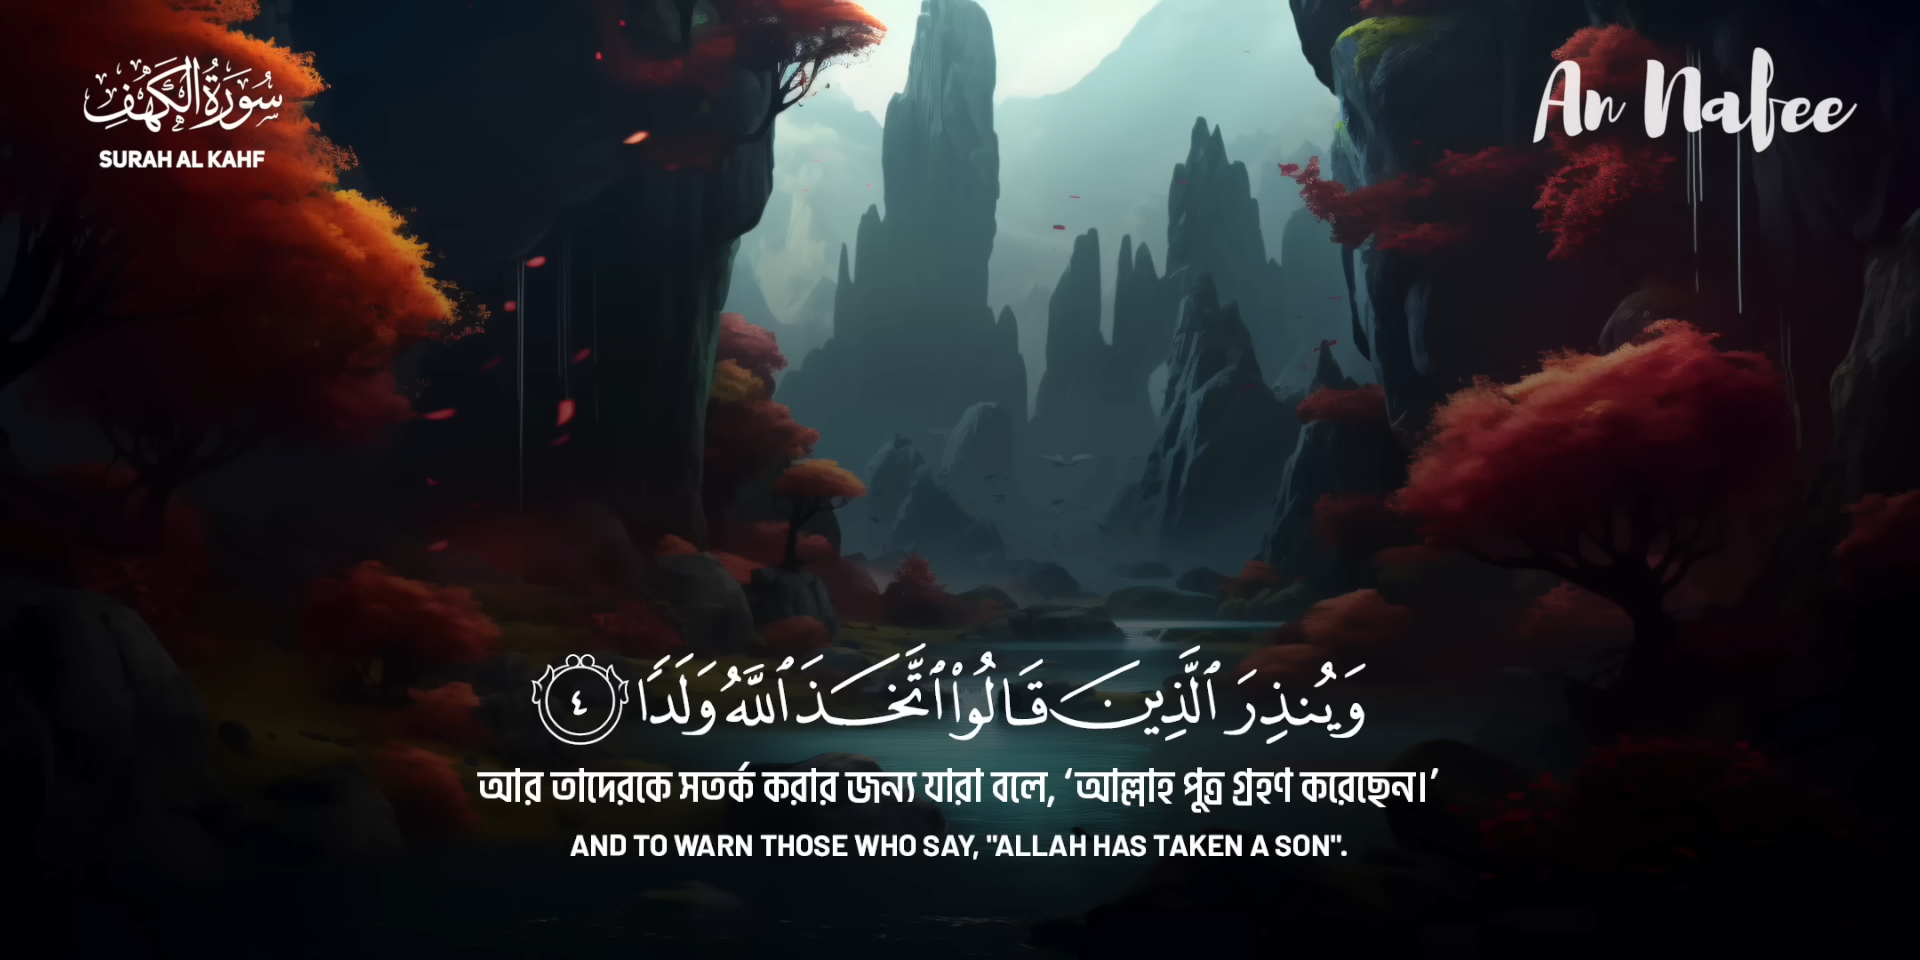 سُورَةُ الكَهْفِ
SURAH AL KAHF
An Nafee
وَيُنذِرَ ٱلَّذِينَ قَالُوا۟ ٱتَّخَذَ ٱللَّهُ وَلَدًا ٤
আর তাদেরকে সতর্ক করার জন্য যারা বলে, ‘আল্লাহ পুত্র গ্রহণ করেছেন।’
AND TO WARN THOSE WHO SAY, "ALLAH HAS TAKEN A SON".